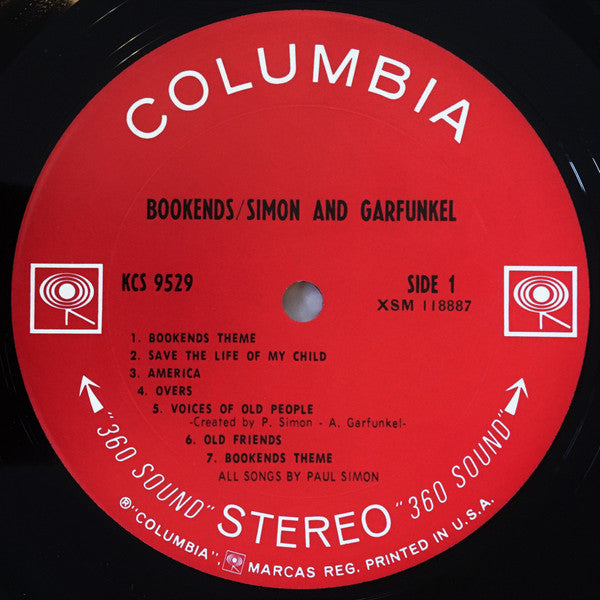 COLUMBIA
BOOKENDS/SIMON AND GARFUNKEL
KCS 9529
SIDE 1
XSM 118887
1. BOOKENDS THEME
2. SAVE THE LIFE OF MY CHILD
3. AMERICA
4. OVERS
5. VOICES OF OLD PEOPLE
-Created by P. Simon - A. Garfunkel-
6. OLD FRIENDS
7. BOOKENDS THEME
ALL SONGS BY PAUL SIMON
"360 SOUND" STEREO "360 SOUND"
®"COLUMBIA", MARCAS REG. PRINTED IN U.S.A.